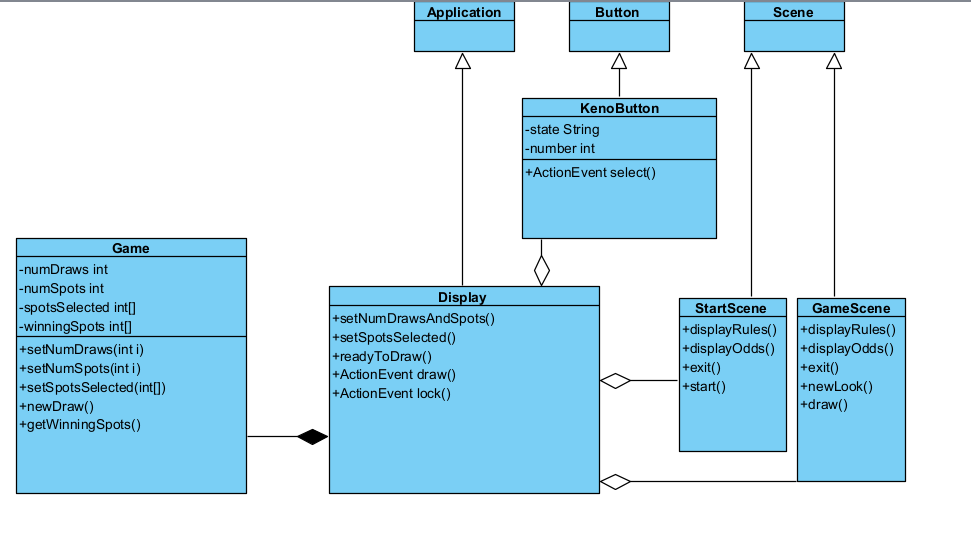 Application
Button
Scene
KenoButton
-state String
-number int
+ActionEvent select()
Game
-numDraws int
-numSpots int
-spotsSelected int[]
-winningSpots int[]
+setNumDraws(int i)
+setNumSpots(int i)
+setSpotsSelected(int[])
+newDraw()
+getWinningSpots()
Display
+setNumDrawsAndSpots()
+setSpotsSelected()
+readyToDraw()
+ActionEvent draw()
+ActionEvent lock()
StartScene
+displayRules()
+displayOdds()
+exit()
+start()
GameScene
+displayRules()
+displayOdds()
+exit()
+newLook()
+draw()